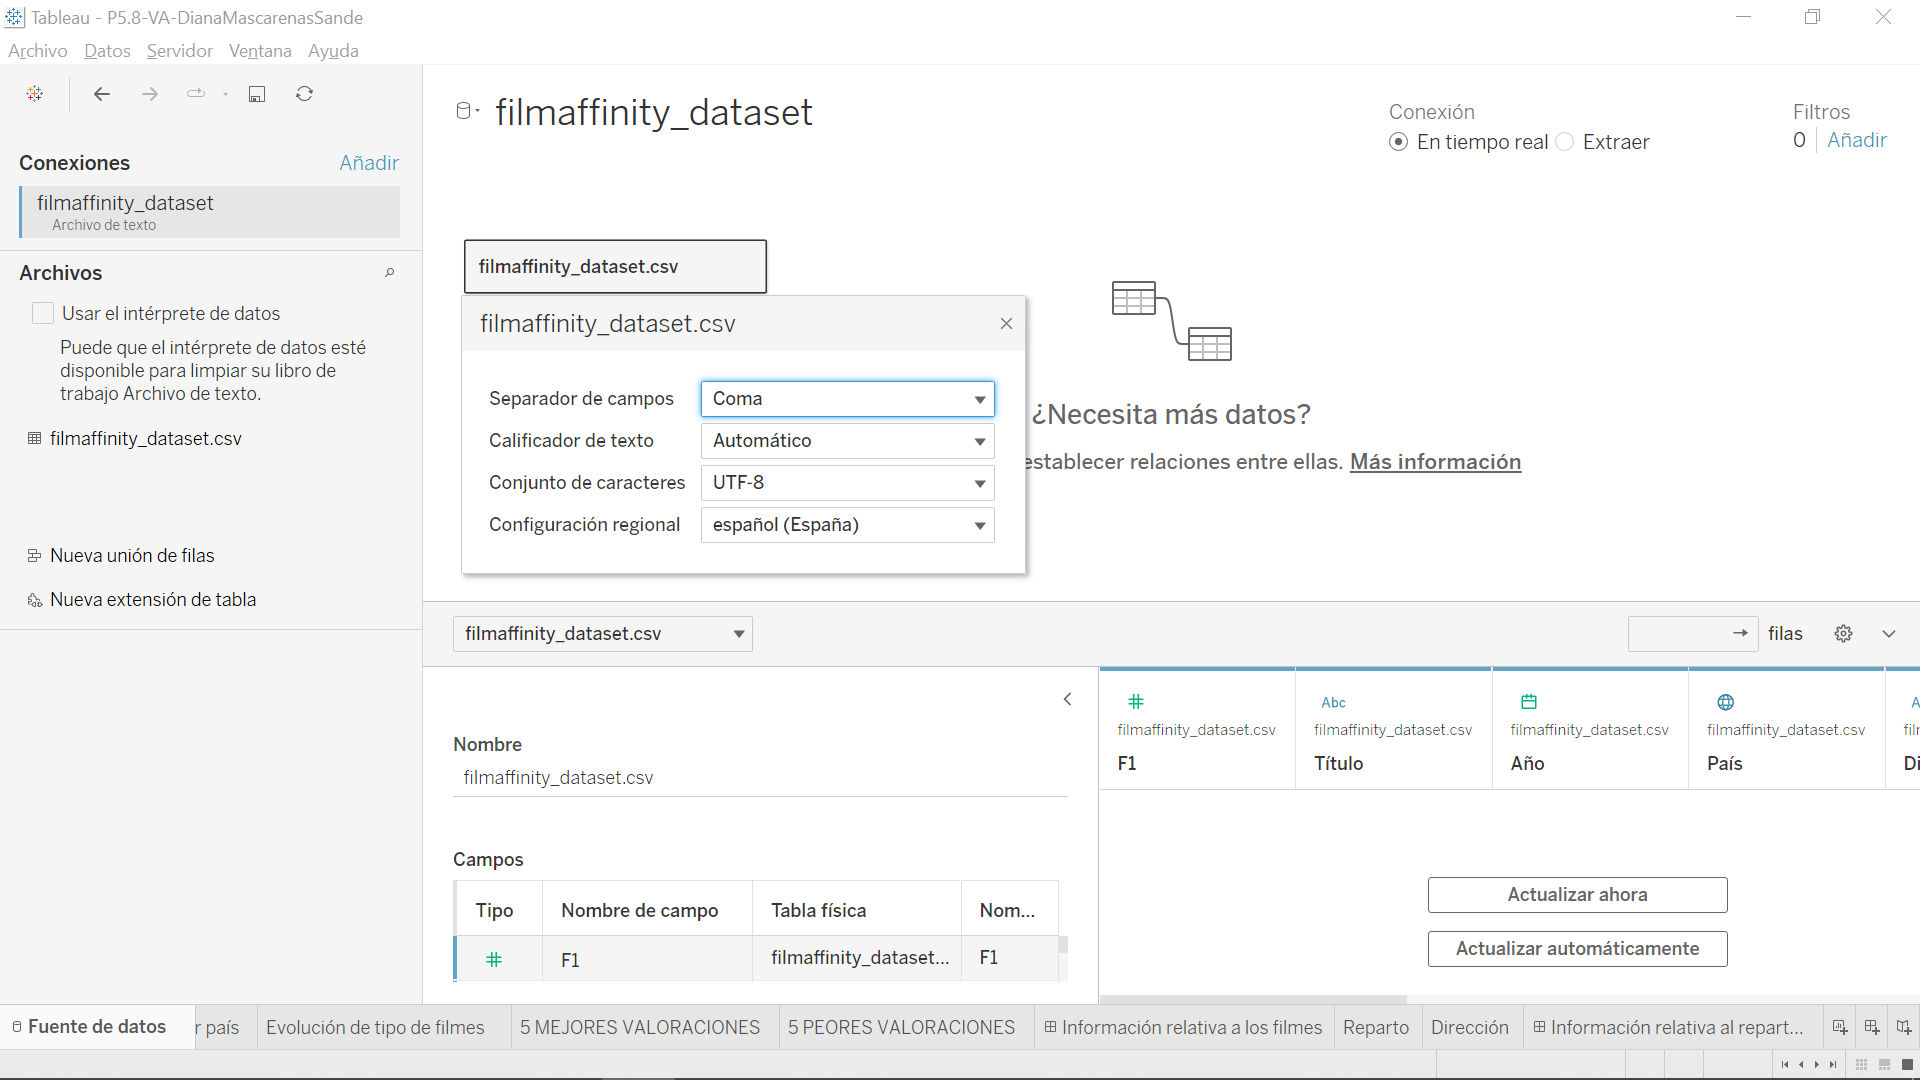 Tableau - P5.8-VA-DianaMascarenasSande
Archivo Datos Servidor Ventana Ayuda
Conexiones Añadir
filmaffinity_dataset
Archivo de texto
Archivos
Usar el intérprete de datos
Puede que el intérprete de datos esté
disponible para limpiar su libro de
trabajo Archivo de texto.
filmaffinity_dataset.csv
Nueva unión de filas
Nueva extensión de tabla
filmaffinity_dataset
Conexión
En tiempo real Extraer
Filtros
0 Añadir
filmaffinity_dataset.csv
filmaffinity_dataset.csv
Separador de campos Coma
Calificador de texto Automático
Conjunto de caracteres UTF-8
Configuración regional español (España)
¿Necesita más datos?
establecer relaciones entre ellas. Más información
filmaffinity_dataset.csv
filas
Nombre
filmaffinity_dataset.csv
Campos
Tipo Nombre de campo Tabla física Nom...
F1 filmaffinity_dataset... F1
Abc
filmaffinity_dataset.csv filmaffinity_dataset.csv filmaffinity_dataset.csv filmaffinity_dataset.csv
F1 Título Año País Di
Actualizar ahora
Actualizar automáticamente
Fuente de datos r país Evolución de tipo de filmes 5 MEJORES VALORACIONES 5 PEORES VALORACIONES Información relativa a los filmes Reparto Dirección Información relativa al repart...